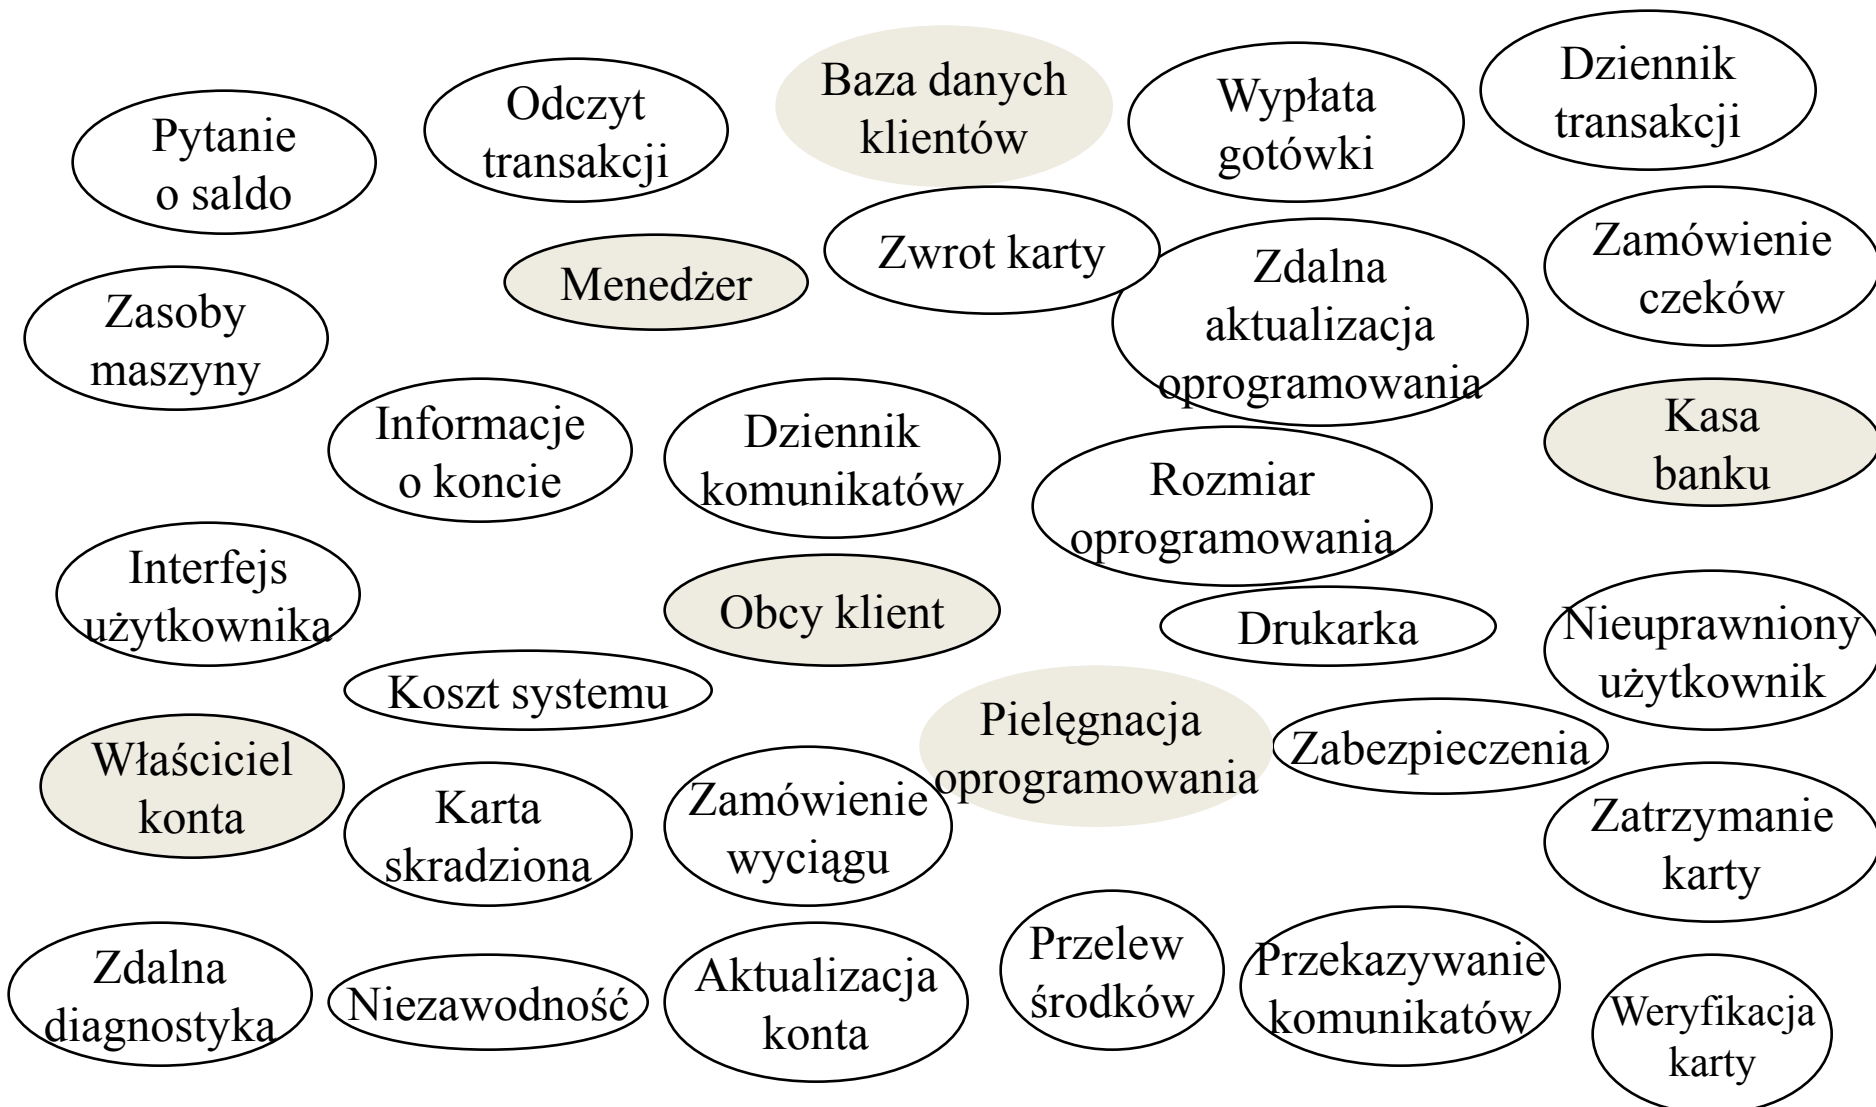 Pytanie
o saldo
Odczyt
transakcji
Baza danych
klientów
Wypłata
gotówki
Dziennik
transakcji
Zasoby
maszyny
Menedżer
Zwrot karty
Zdalna
aktualizacja
oprogramowania
Zamówienie
czeków
Informacje
o koncie
Dziennik
komunikatów
Rozmiar
oprogramowania
Kasa
banku
Interfejs
użytkownika
Obcy klient
Drukarka
Nieuprawniony
użytkownik
Koszt systemu
Właściciel
konta
Karta
skradziona
Zamówienie
wyciągu
Pielęgnacja
oprogramowania
Zabezpieczenia
Zatrzymanie
karty
Zdalna
diagnostyka
Niezawodność
Aktualizacja
konta
Przelew
środków
Przekazywanie
komunikatów
Weryfikacja
karty